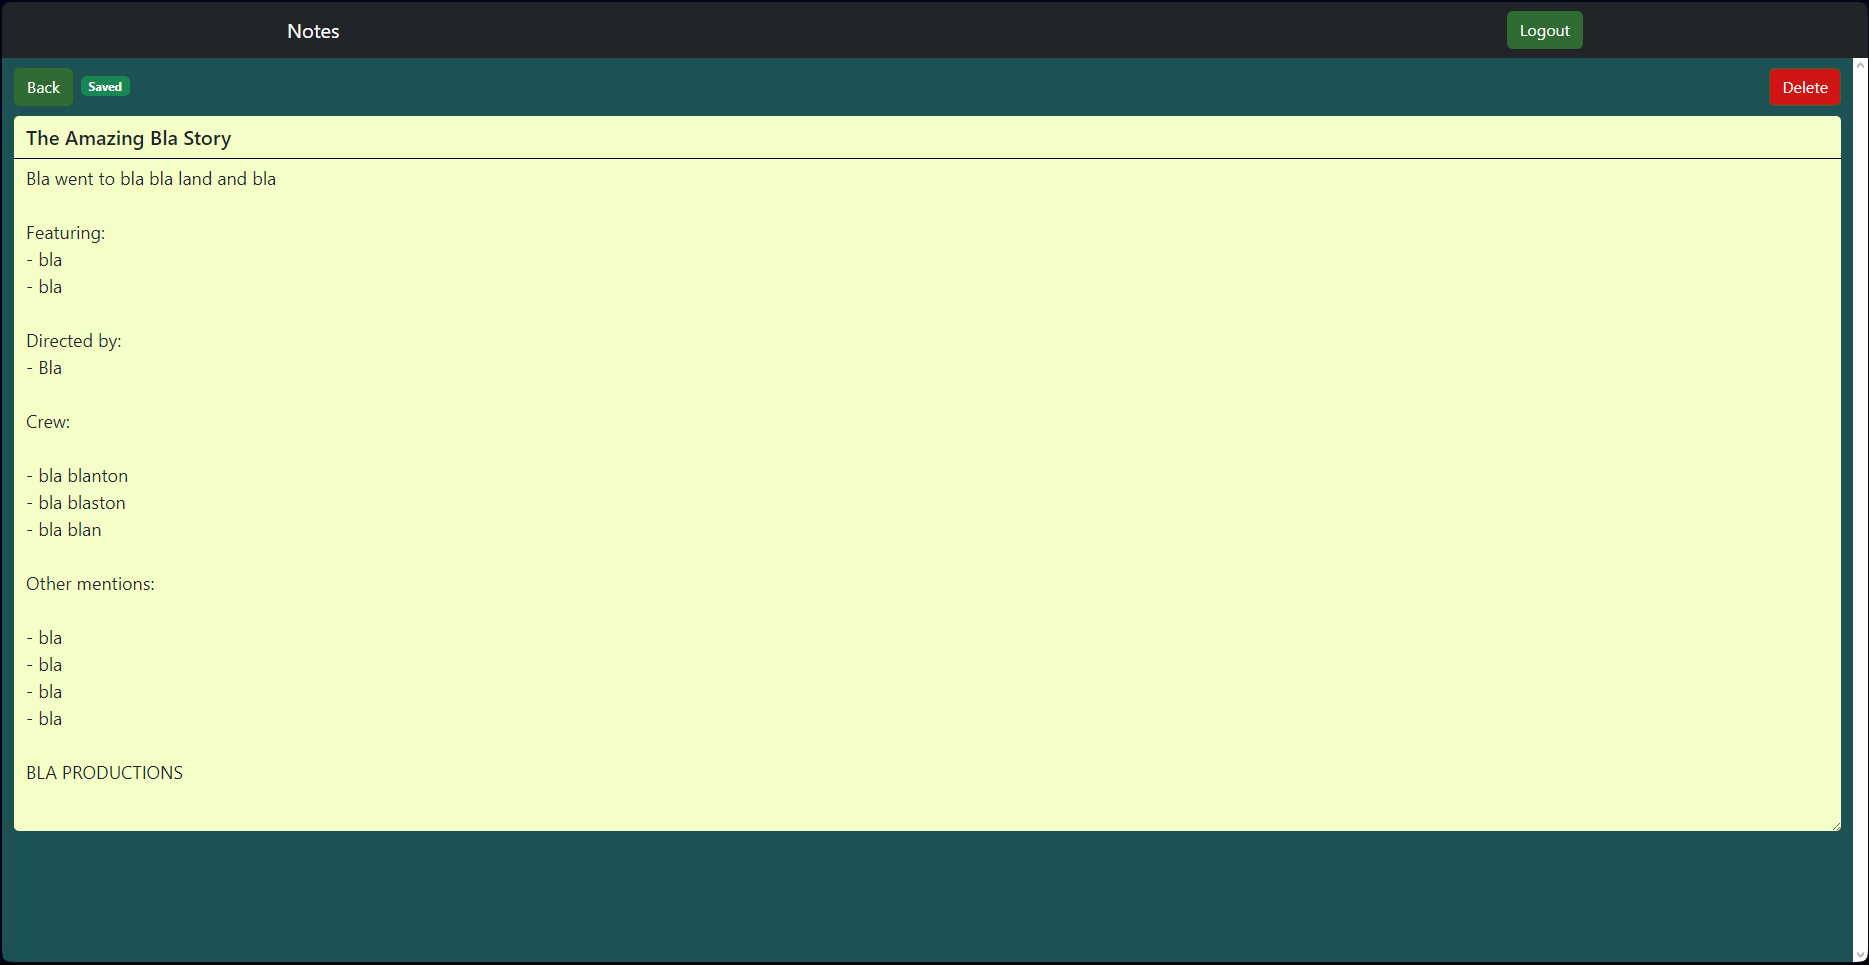 Notes
Logout
Back
Saved
Delete
The Amazing Bla Story
Bla went to bla bla land and bla
Featuring:
- bla
- bla
Directed by:
- Bla
Crew:
- bla blanton
- bla blaston
- bla blan
Other mentions:
- bla
- bla
- bla
- bla
BLA PRODUCTIONS